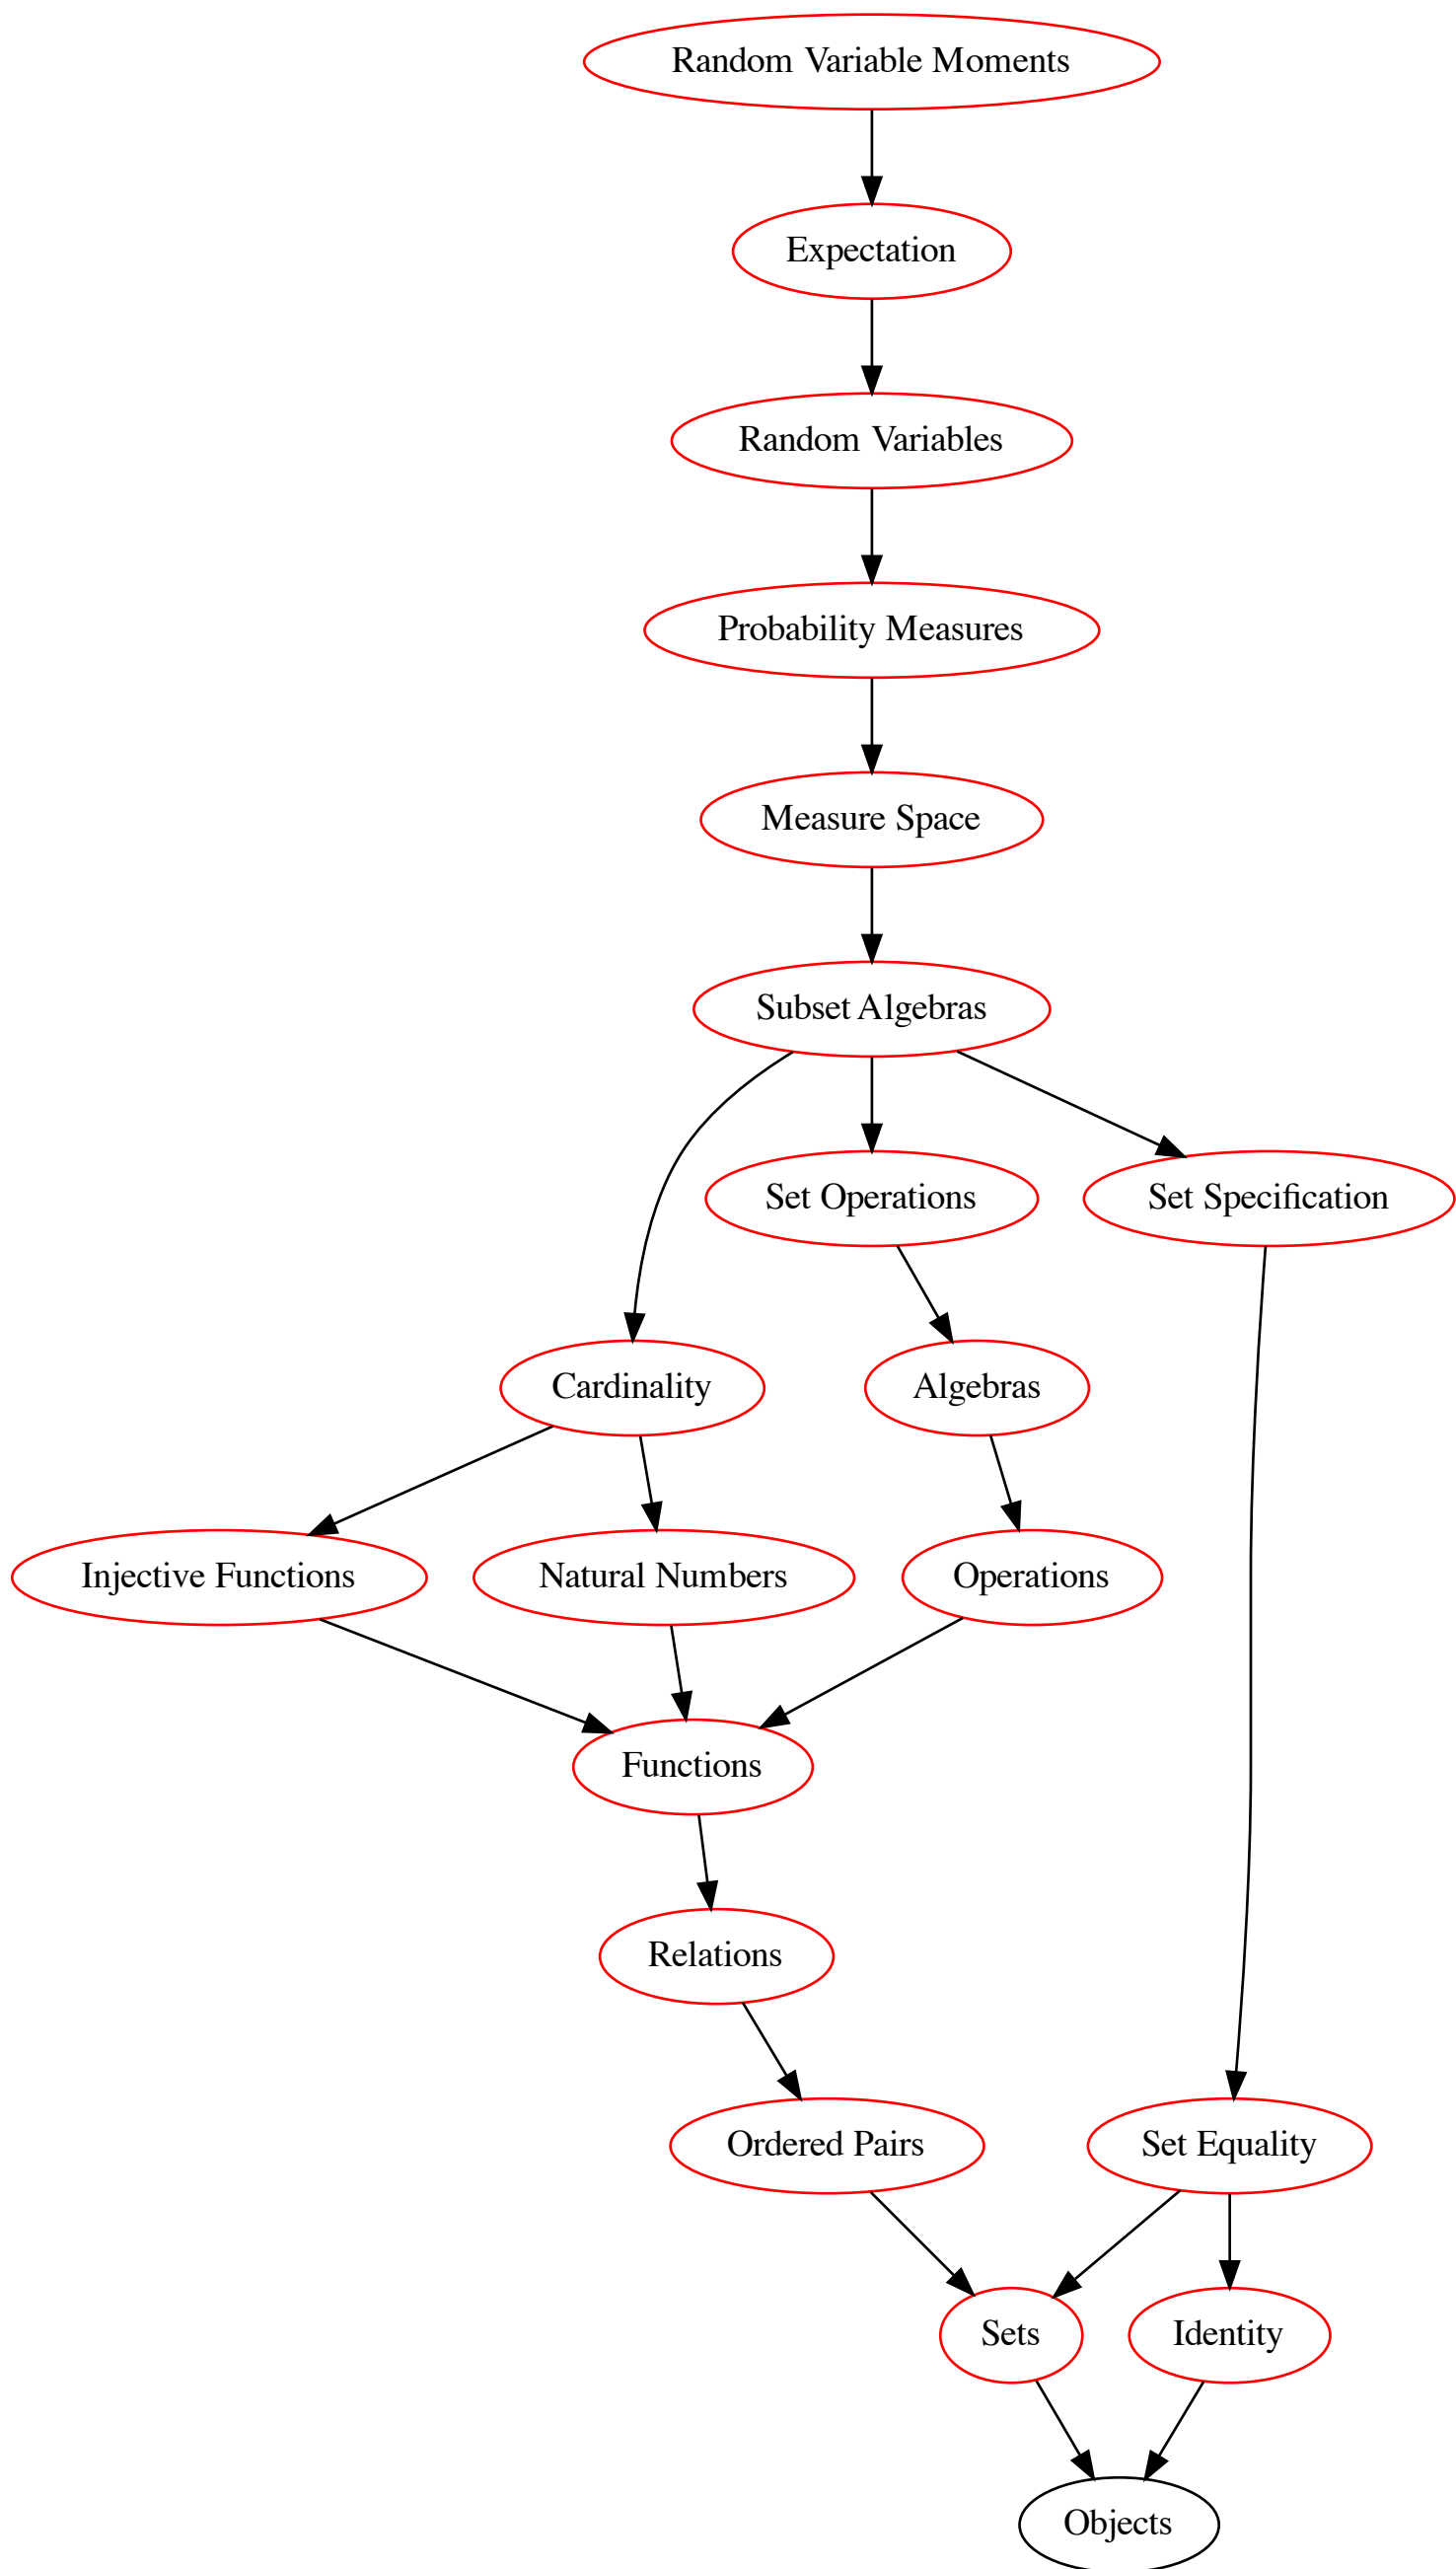 Random Variable Moments
Expectation
Random Variables
Probability Measures
Measure Space
Subset Algebras
Set Operations
Set Specification
Cardinality
Algebras
Injective Functions
Natural Numbers
Operations
Functions
Relations
Ordered Pairs
Set Equality
Sets
Identity
Objects